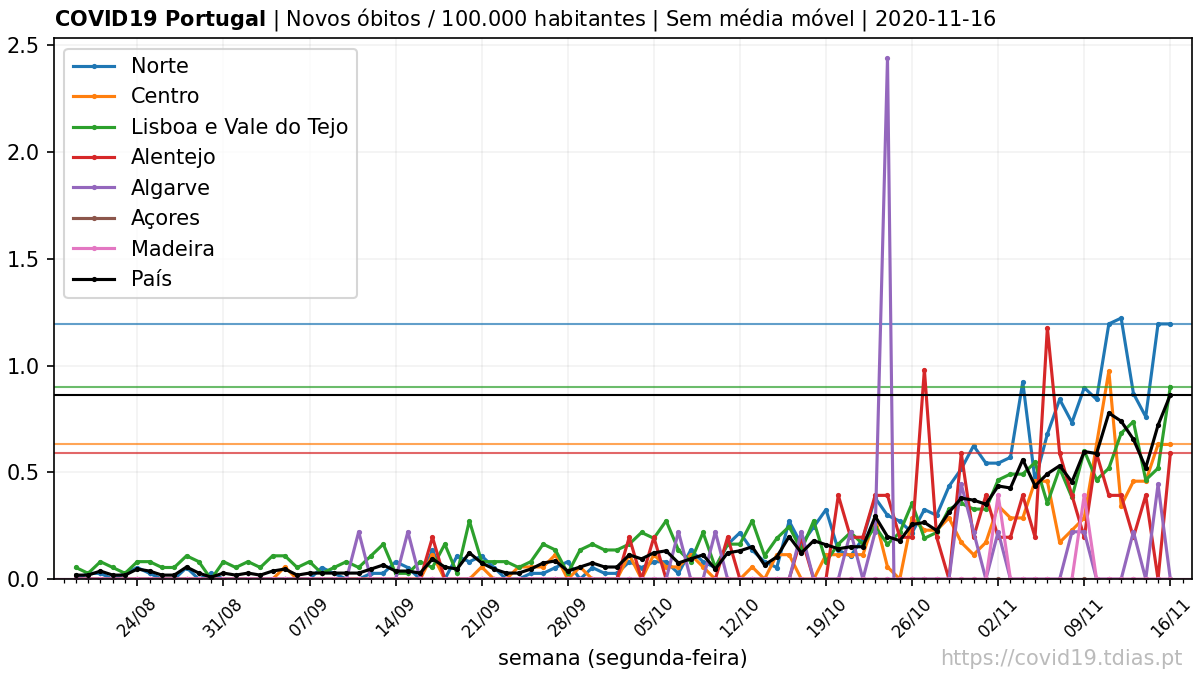 COVID19 Portugal | Novos óbitos / 100.000 habitantes | Sem média móvel | 2020-11-16
2.5
2.0
1.5
1.0
0.5
0.0
Norte
Centro
Lisboa e Vale do Tejo
Alentejo
Algarve
Açores
Madeira
País
24/08
31/08
07/09
14/09
21/09
28/09
05/10
12/10
19/10
26/10
02/11
09/11
16/11
semana (segunda-feira)
https://covid19.tdias.pt